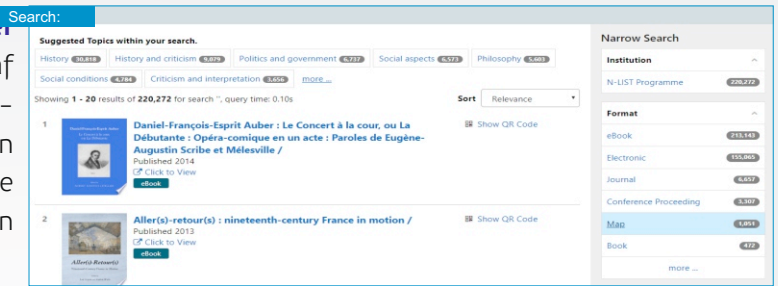 Search:
er
af
-
n
e
n
Suggested Topics within your search.
History 30,818 History and criticism 9,079 Politics and government 6,737 Social aspects 6,573 Philosophy 5,603
Social conditions 4,784 Criticism and interpretation 3,656 more ...
Showing 1 - 20 results of 220,272 for search '', query time: 0.10s Sort Relevance
1 Daniel-François-Esprit Auber : Le Concert à la cour, ou La
Débutante : Opéra-comique en un acte : Paroles de Eugène-
Augustin Scribe et Mélesville /
Published 2014
Click to View
eBook
Show QR Code
2 Aller(s)-retour(s) : nineteenth-century France in motion /
Published 2013
Click to View
eBook
Aller(s)-Retour(s)
Show QR Code
Narrow Search
Institution
N-LIST Programme 220,272
Format
eBook 213,143
Electronic 155,065
Journal 6,657
Conference Proceeding 3,307
Map 1,051
Book 472
more ...